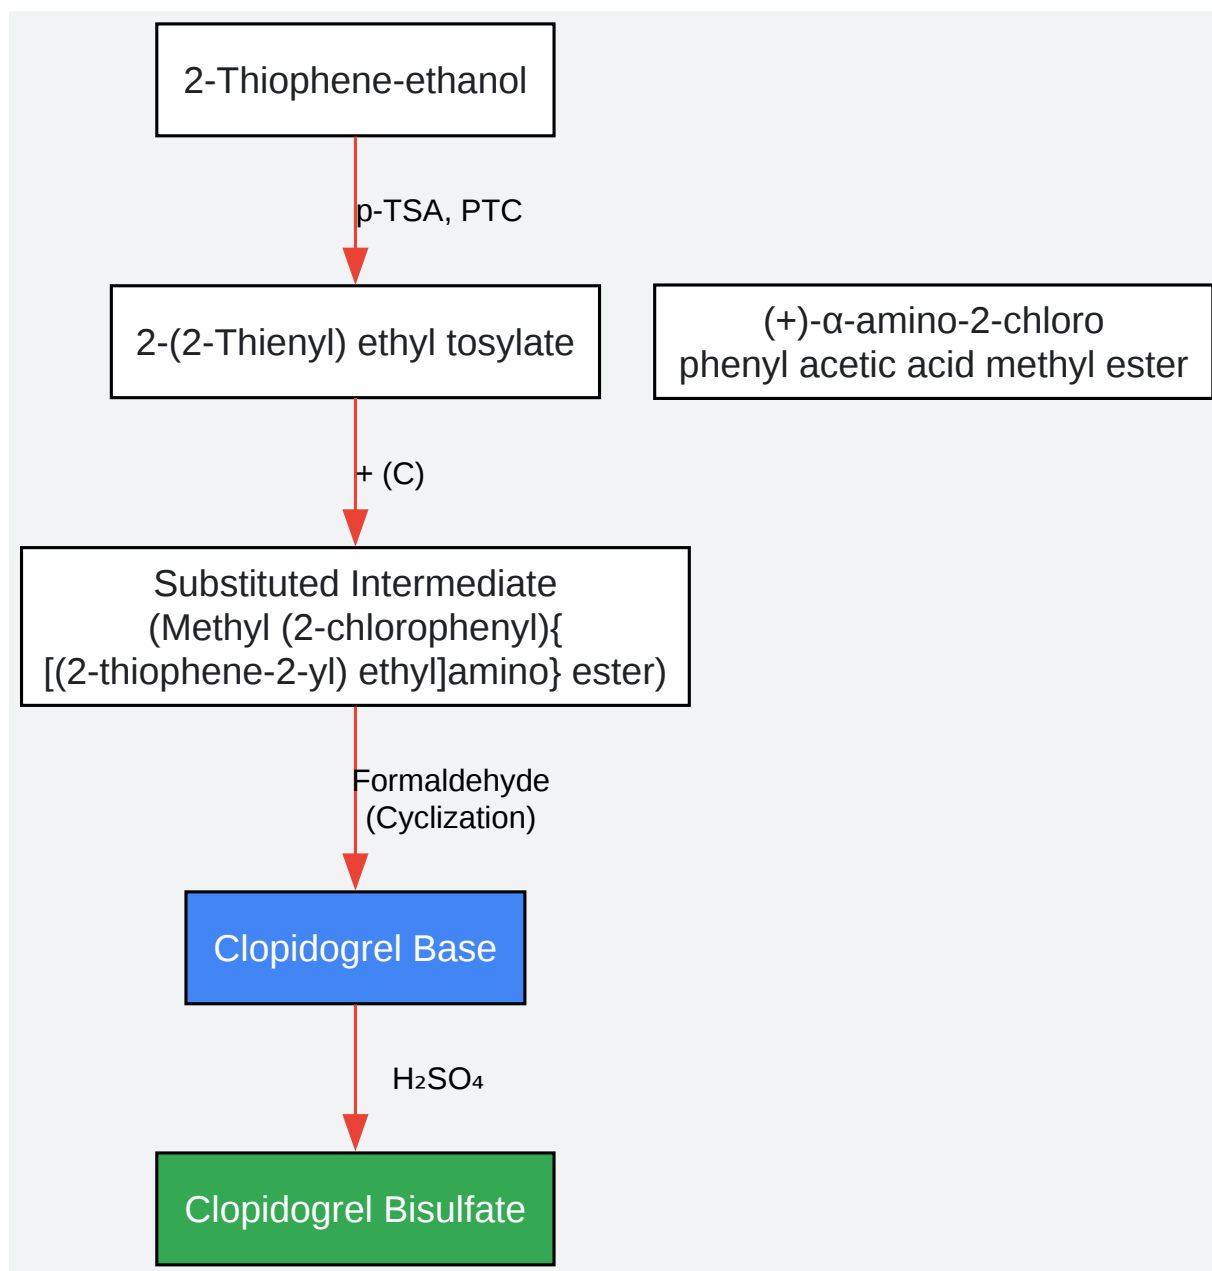 2-Thiophene-ethanol
p-TSA, PTC
2-(2-Thienyl) ethyl tosylate
(+)-α-amino-2-chloro
phenyl acetic acid methyl ester
+ (C)
Substituted Intermediate
(Methyl (2-chlorophenyl){
[(2-thiophene-2-yl) ethyl]amino} ester)
Formaldehyde
(Cyclization)
Clopidogrel Base
H₂SO₄
Clopidogrel Bisulfate